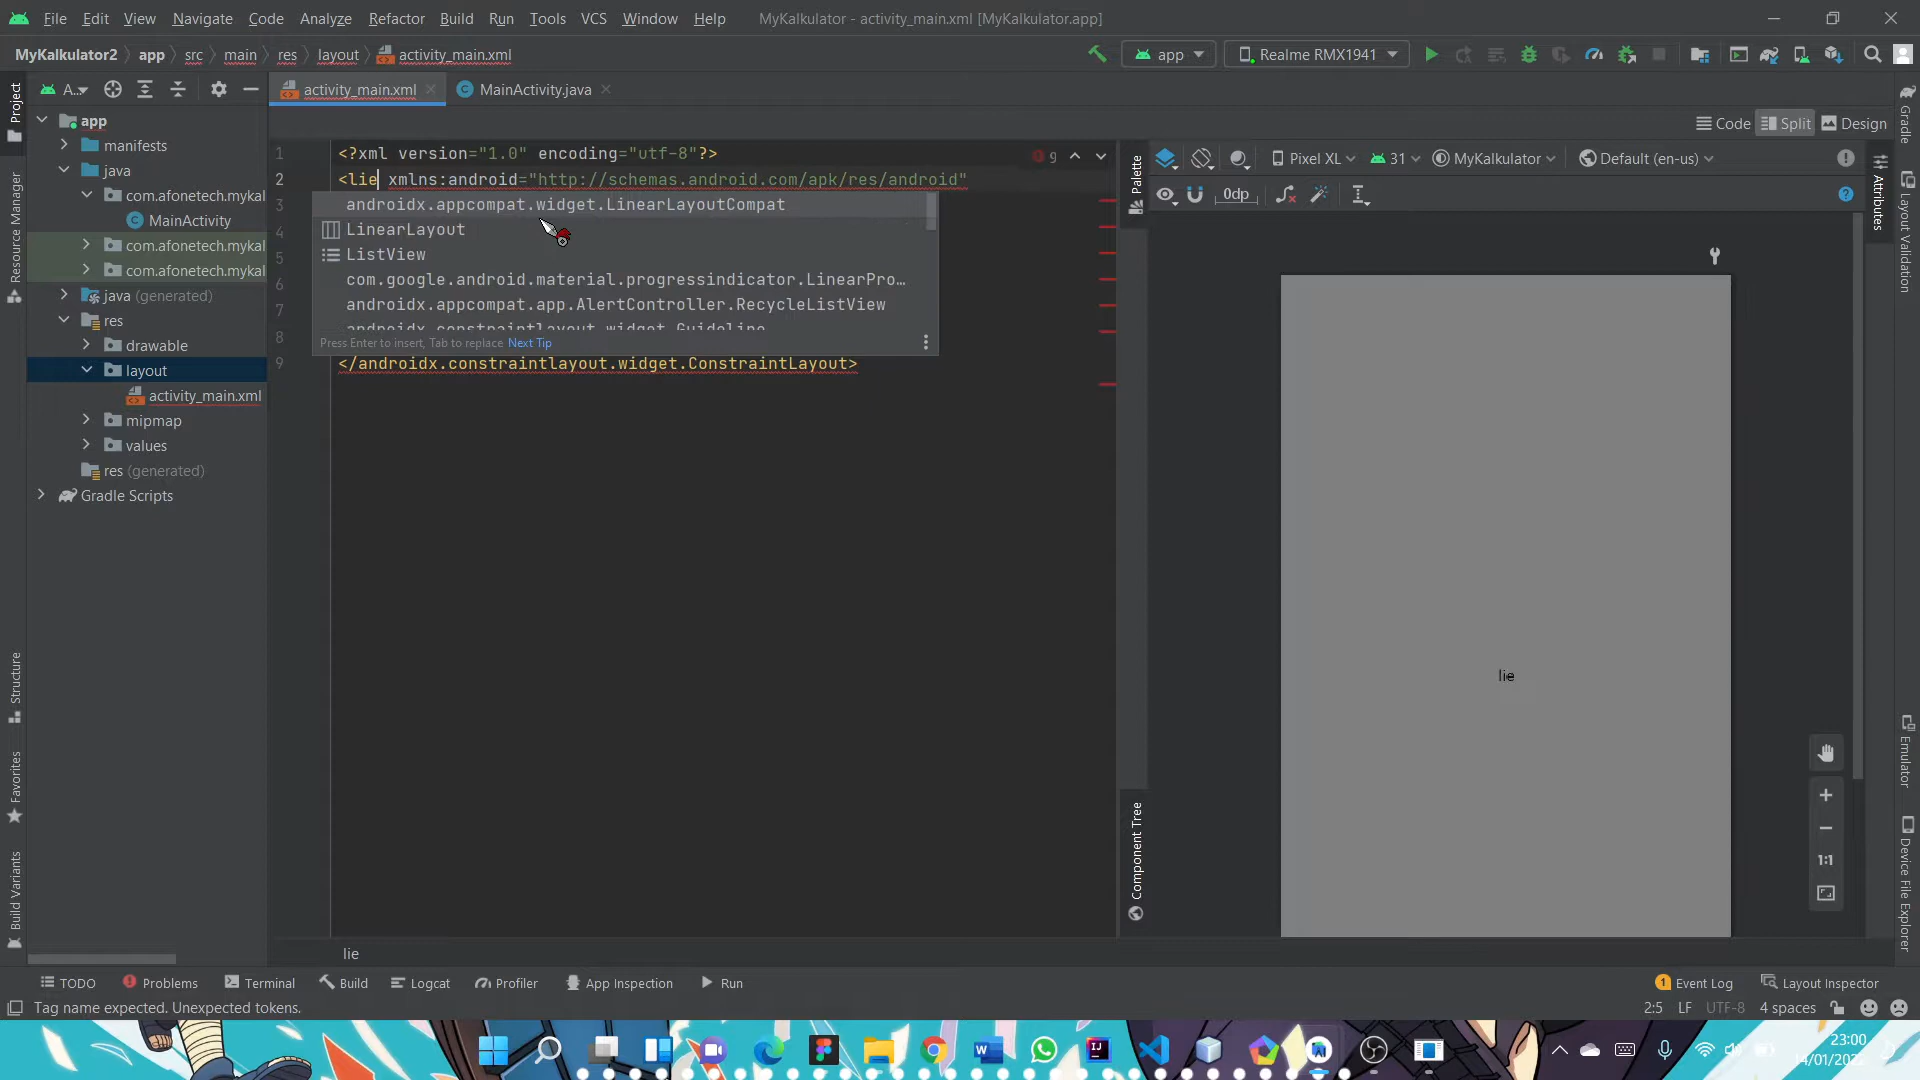 File Edit View Navigate Code Analyze Refactor Build Run Tools VCS Window Help MyKalkulator - activity_main.xml [MyKalkulator.app]
MyKalkulator2 app src main res layout activity_main.xml app Realme RMX1941
A... activity_main.xml MainActivity.java
Code Split Design
Project
Resource Manager
Structure
Favorites
Build Variants
app
manifests
java
com.afonetech.mykal
MainActivity
com.afonetech.mykal
com.afonetech.mykal
java (generated)
res
drawable
layout
activity_main.xml
mipmap
values
res (generated)
Gradle Scripts
1 <?xml version="1.0" encoding="utf-8"?>
2 <lie xmlns:android="http://schemas.android.com/apk/res/android"
3
4
5
6
7
8
9 </androidx.constraintlayout.widget.ConstraintLayout>
9
androidx.appcompat.widget.LinearLayoutCompat
LinearLayout
ListView
com.google.android.material.progressindicator.LinearPro...
androidx.appcompat.app.AlertController.RecycleListView
androidx.constraintlayout.widget.Guideline
Press Enter to insert, Tab to replace Next Tip
lie
Palette
Component Tree
Pixel XL 31 MyKalkulator Default (en-us)
0dp
lie
1:1
Attributes
Gradle
Layout Validation
Emulator
Device File Explorer
TODO Problems Terminal Build Logcat Profiler App Inspection Run 1 Event Log Layout Inspector
Tag name expected. Unexpected tokens. 2:5 LF UTF-8 4 spaces
23:00